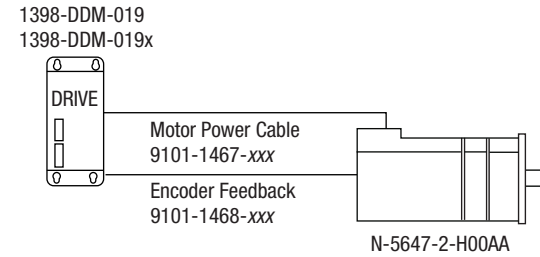 1398-DDM-019
1398-DDM-019x
DRIVE
Motor Power Cable
9101-1467-xxx
Encoder Feedback
9101-1468-xxx
N-5647-2-H00AA